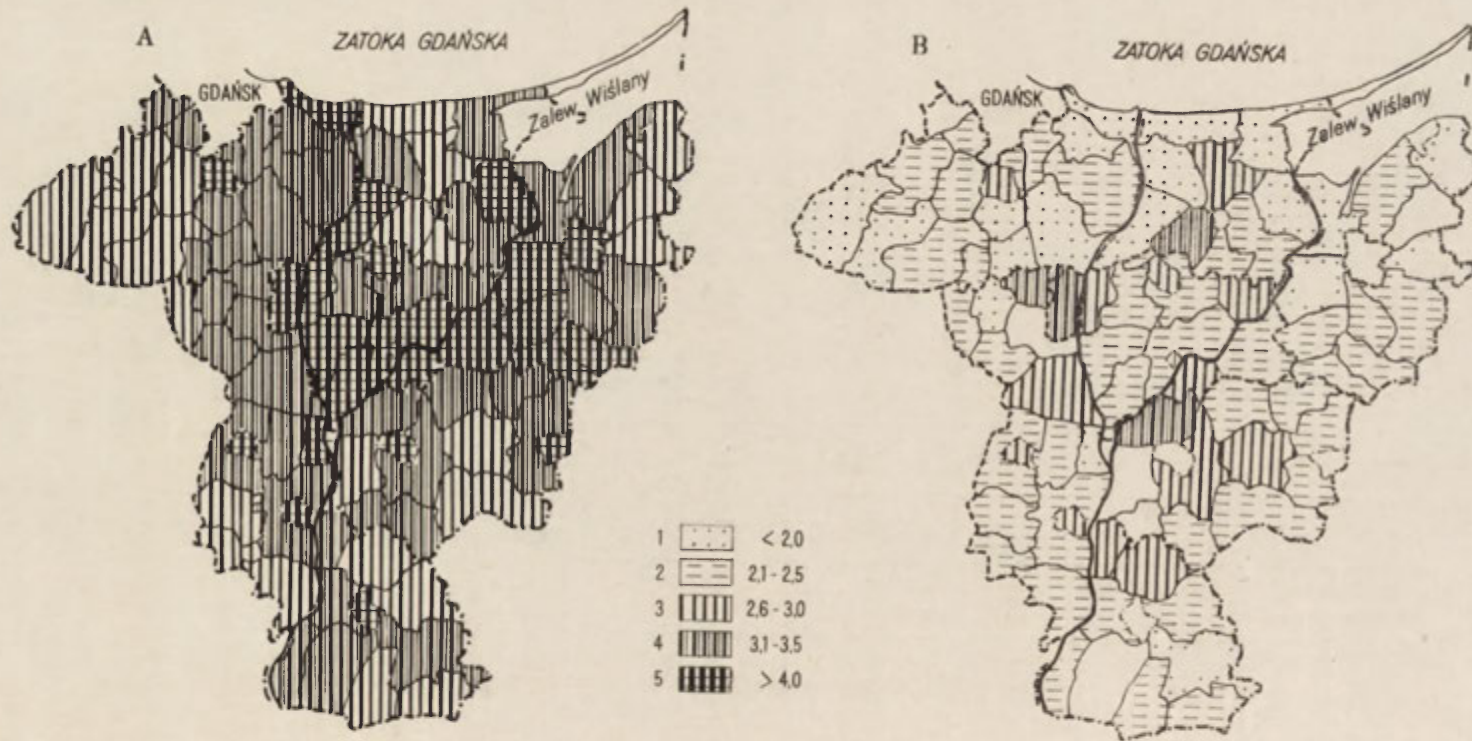 A
ZATOKA GDAŃSKA
GDAŃSK
Zalew Wiślany
B
ZATOKA GDAŃSKA
GDAŃSK
Zalew Wiślany
1 < 2,0
2 2,1 - 2,5
3 2,6 - 3,0
4 3,1 - 3,5
5 > 4,0